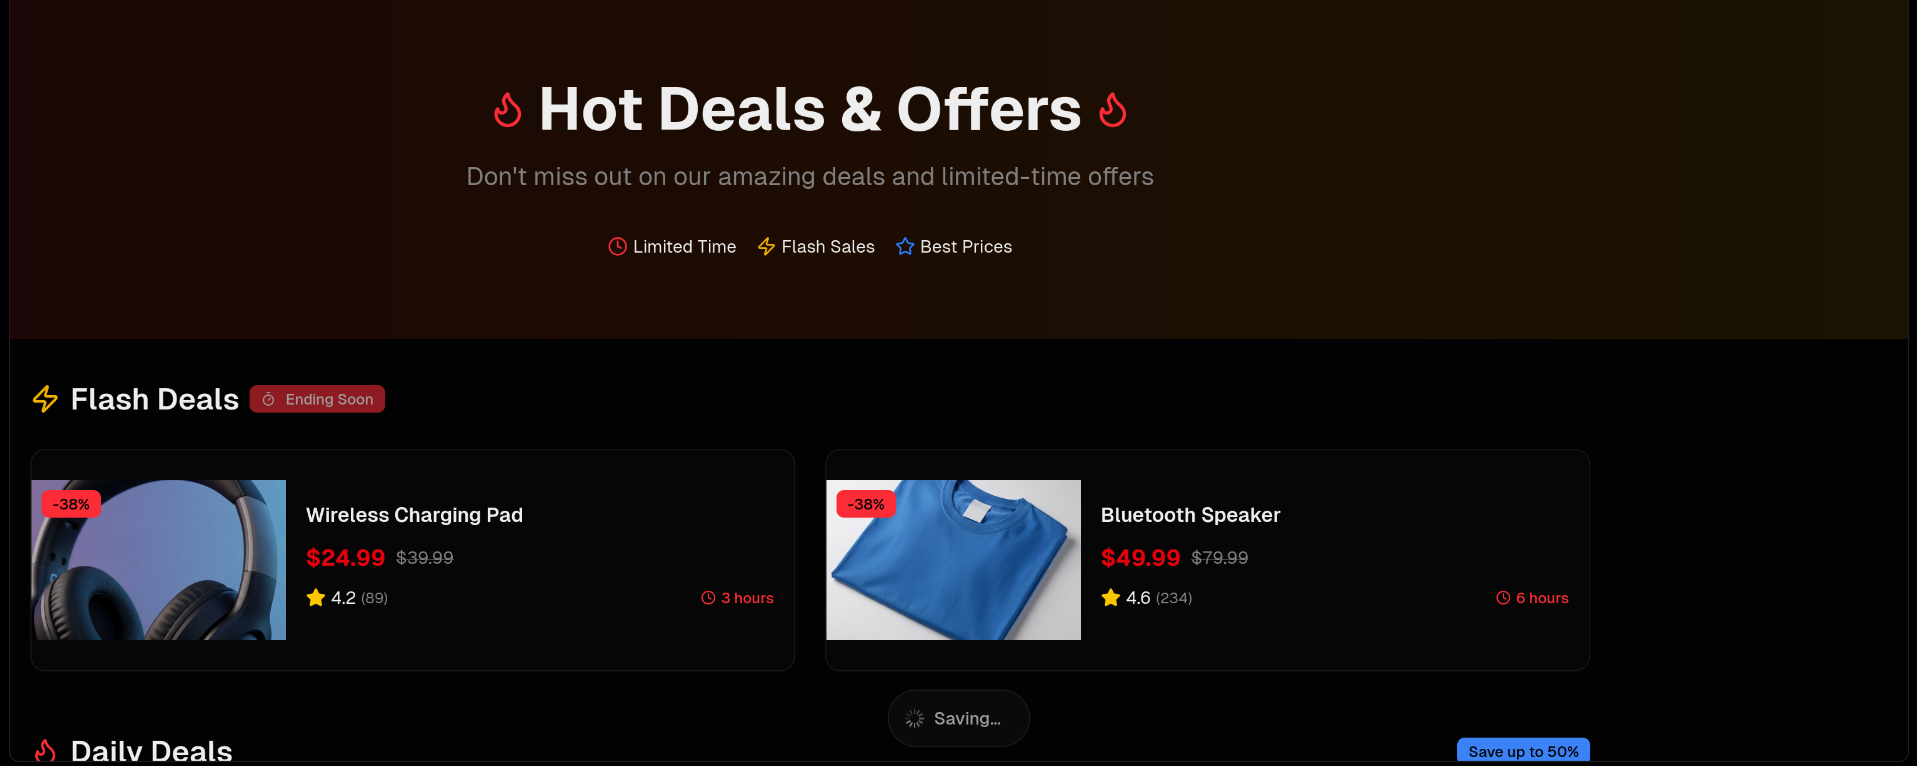 Hot Deals & Offers
Don't miss out on our amazing deals and limited-time offers
Limited Time Flash Sales Best Prices
Flash Deals Ending Soon
-38%
Wireless Charging Pad
$24.99 $39.99
4.2 (89) 3 hours
-38%
Bluetooth Speaker
$49.99 $79.99
4.6 (234) 6 hours
Saving...
Daily Deals Save up to 50%